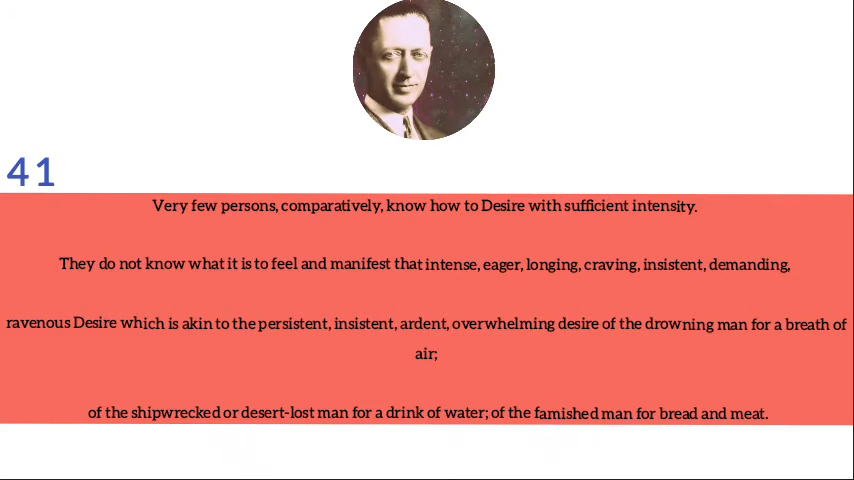 41
Very few persons, comparatively, know how to Desire with sufficient intensity.
They do not know what it is to feel and manifest that intense, eager, longing, craving, insistent, demanding,
ravenous Desire which is akin to the persistent, insistent, ardent, overwhelming desire of the drowning man for a breath of
air;
of the shipwrecked or desert-lost man for a drink of water; of the famished man for bread and meat.